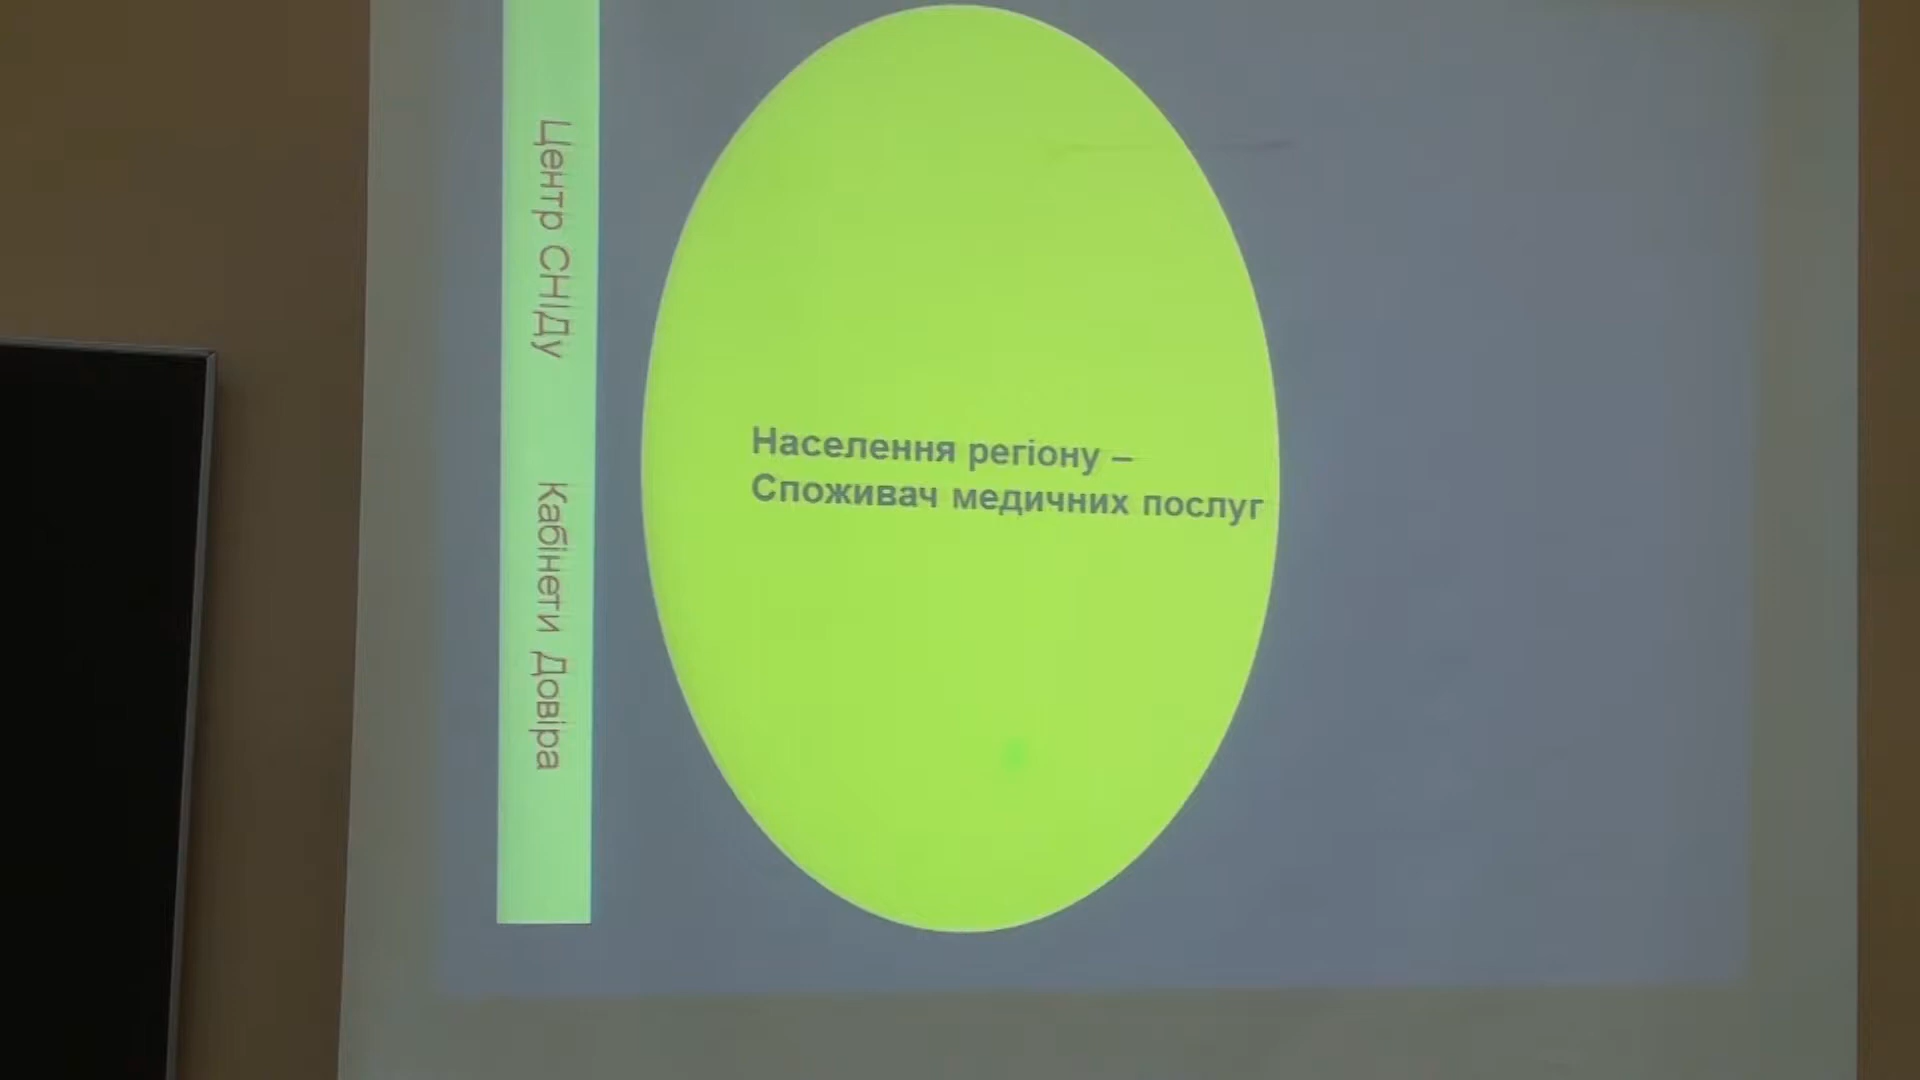 Центр СНІДу
Кабінети Довіра
Населення регіону –
Споживач медичних послуг